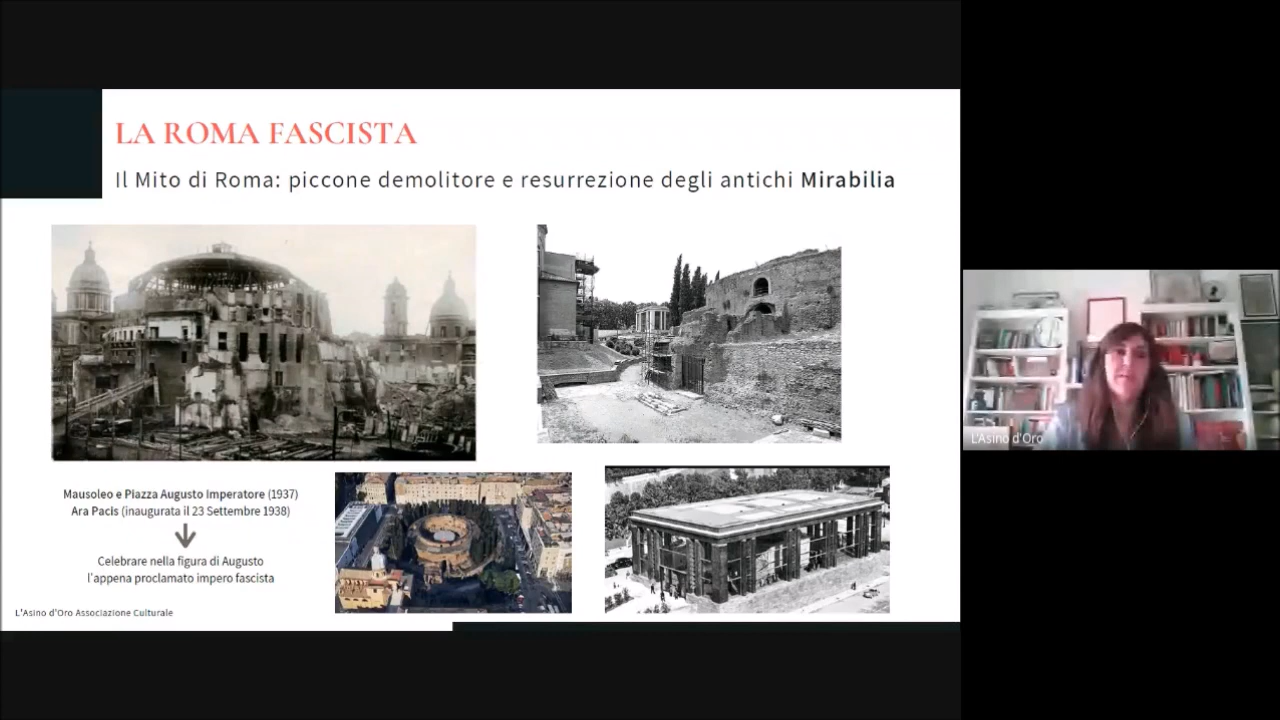 LA ROMA FASCISTA
Il Mito di Roma: piccone demolitore e resurrezione degli antichi Mirabilia
Mausoleo e Piazza Augusto Imperatore (1937)
Ara Pacis (inaugurata il 23 Settembre 1938)
Celebrare nella figura di Augusto
l'appena proclamato impero fascista
L'Asino d'Oro Associazione Culturale
L'Asino d'Oro